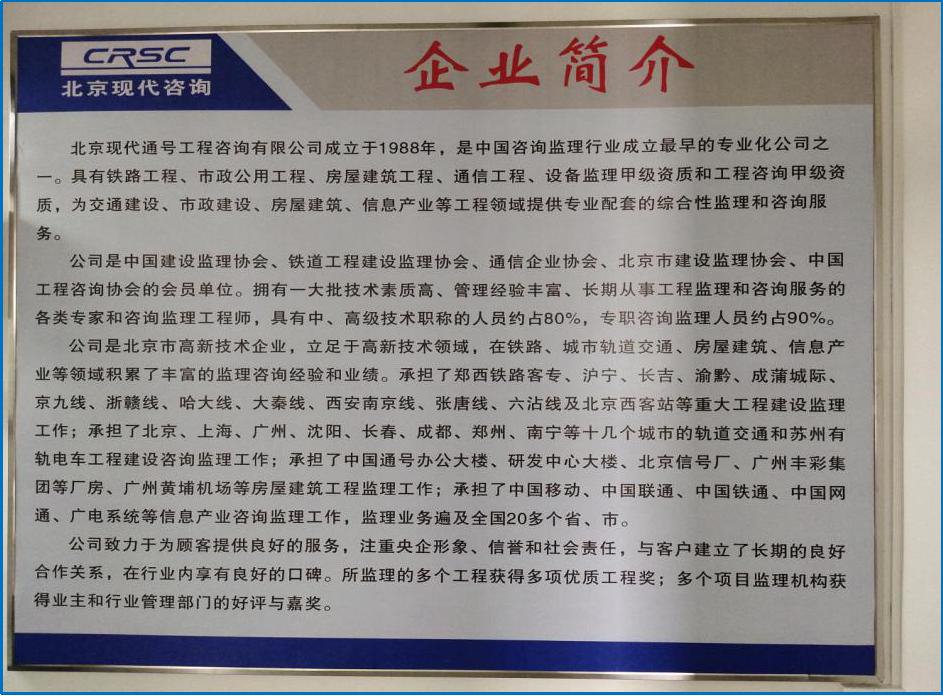 CRSC
北京现代咨询
企业简介
北京现代通号工程咨询有限公司成立于1988年，是中国咨询监理行业成立最早的专业化公司之
一。具有铁路工程、市政公用工程、房屋建筑工程、通信工程、设备监理甲级资质和工程咨询甲级资
质，为交通建设、市政建设、房屋建筑、信息产业等工程领域提供专业配套的综合性监理和咨询服
务。
公司是中国建设监理协会、铁道工程建设监理协会、通信企业协会、北京市建设监理协会、中国
工程咨询协会的会员单位。拥有一大批技术素质高、管理经验丰富、长期从事工程监理和咨询服务的
各类专家和咨询监理工程师，具有中、高级技术职称的人员约占80%，专职咨询监理人员约占90%。
公司是北京市高新技术企业，立足于高新技术领域，在铁路、城市轨道交通、房屋建筑、信息产
业等领域积累了丰富的监理咨询经验和业绩。承担了郑西铁路客专、沪宁、长吉、渝黔、成蒲城际、
京九线、浙赣线、哈大线、大秦线、西安南京线、张唐线、六沾线及北京西客站等重大工程建设监理
工作；承担了北京、上海、广州、沈阳、长春、成都、郑州、南宁等十几个城市的轨道交通和苏州有
轨电车工程建设咨询监理工作；承担了中国通号办公大楼、研发中心大楼、北京信号厂、广州丰彩集
团等厂房、广州黄埔机场等房屋建筑工程监理工作；承担了中国移动、中国联通、中国铁通、中国网
通、广电系统等信息产业咨询监理工作，监理业务遍及全国20多个省、市。
公司致力于为顾客提供良好的服务，注重央企形象、信誉和社会责任，与客户建立了长期的良好
合作关系，在行业内享有良好的口碑。所监理的多个工程获得多项优质工程奖；多个项目监理机构获
得业主和行业管理部门的好评与嘉奖。